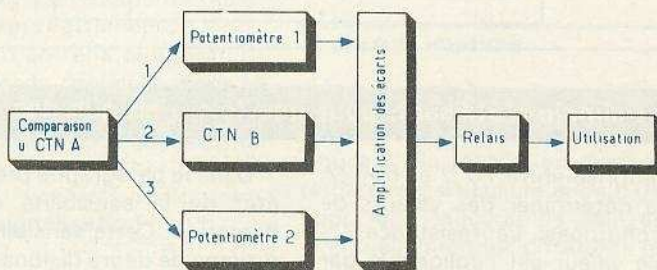 Potentiomètre 1
1
Comparaison
u CTN A
2
CTN B
3
Potentiomètre 2
Amplification des écarts
Relais
Utilisation